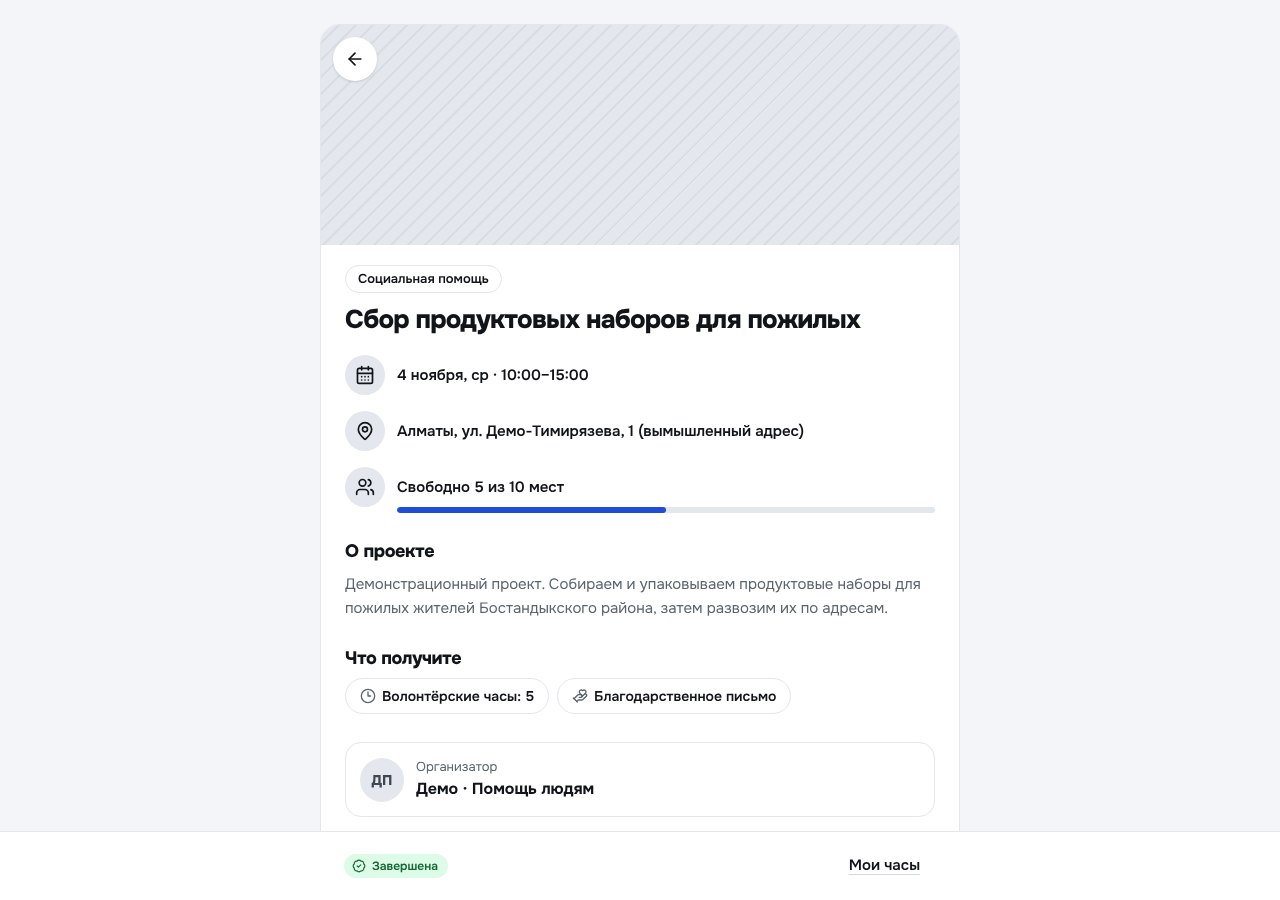 Социальная помощь
Сбор продуктовых наборов для пожилых
4 ноября, ср · 10:00–15:00
Алматы, ул. Демо-Тимирязева, 1 (вымышленный адрес)
Свободно 5 из 10 мест
О проекте
Демонстрационный проект. Собираем и упаковываем продуктовые наборы для
пожилых жителей Бостандыкского района, затем развозим их по адресам.
Что получите
Волонтёрские часы: 5
Благодарственное письмо
ДП
Организатор
Демо · Помощь людям
Завершена
Мои часы